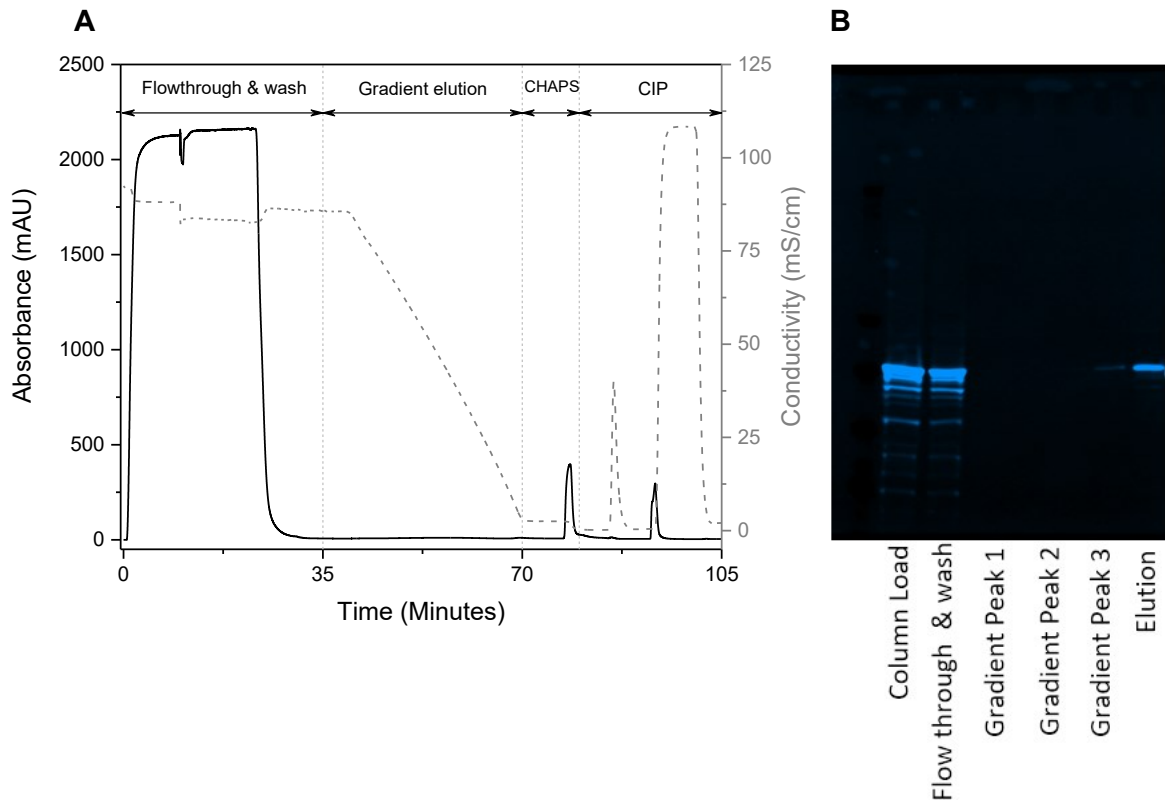 A
B
2500
125
Flowthrough & wash
Gradient elution
CHAPS
CIP
2000
100
1500
75
1000
50
500
25
0
0
0
35
70
105
Absorbance (mAU)
Conductivity (mS/cm)
Time (Minutes)
Column Load
Flow through & wash
Gradient Peak 1
Gradient Peak 2
Gradient Peak 3
Elution